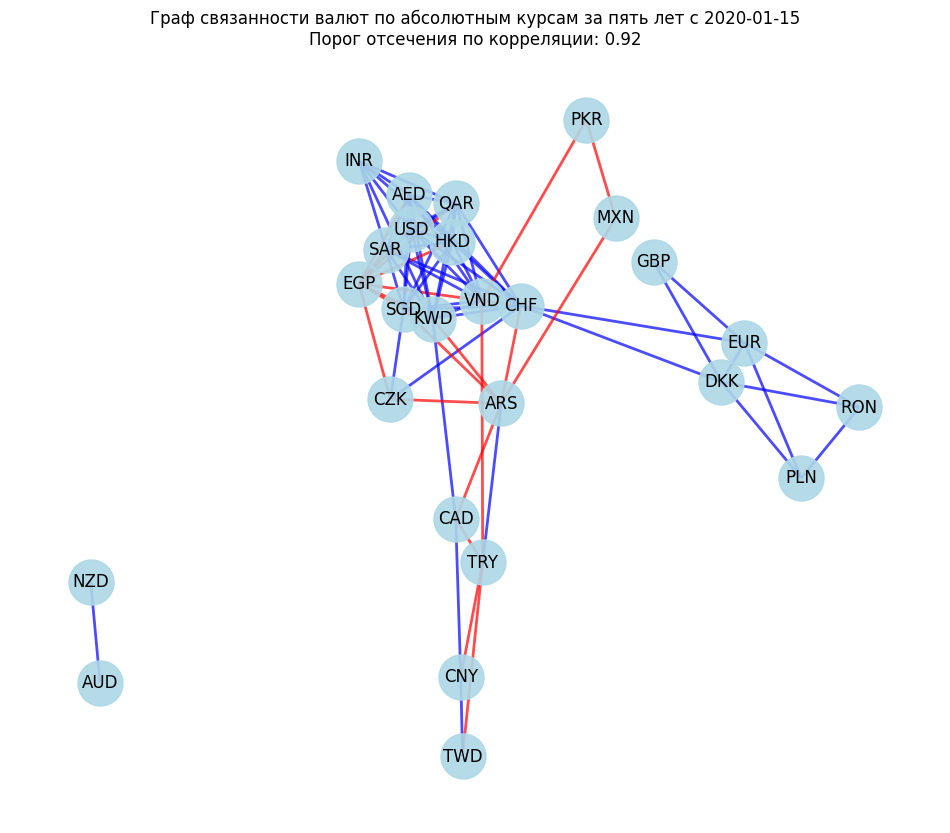 Граф связанности валют по абсолютным курсам за пять лет с 2020-01-15
Порог отсечения по корреляции: 0.92
PKR
INR
AED
QAR
MXN
USD
HKD
SAR
GBP
EGP
VND
CHF
SGD
KWD
EUR
DKK
CZK
ARS
RON
PLN
CAD
TRY
NZD
CNY
AUD
TWD